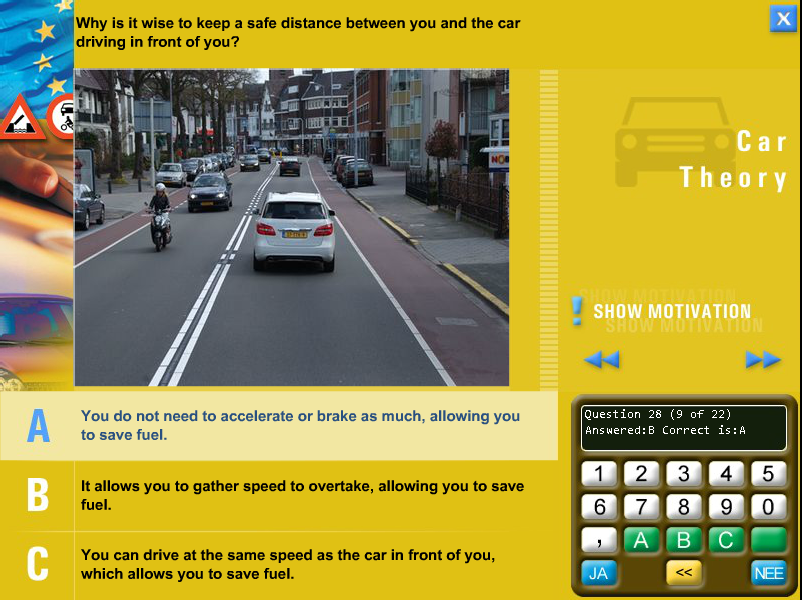 Why is it wise to keep a safe distance between you and the car
driving in front of you?
X
Car
Theory
SHOW MOTIVATION
A
You do not need to accelerate or brake as much, allowing you
to save fuel.
B
It allows you to gather speed to overtake, allowing you to save
fuel.
C
You can drive at the same speed as the car in front of you,
which allows you to save fuel.
Question 28 (9 of 22)
Answered:B Correct is:A
1 2 3 4 5
6 7 8 9 0
, A B C
JA << NEE